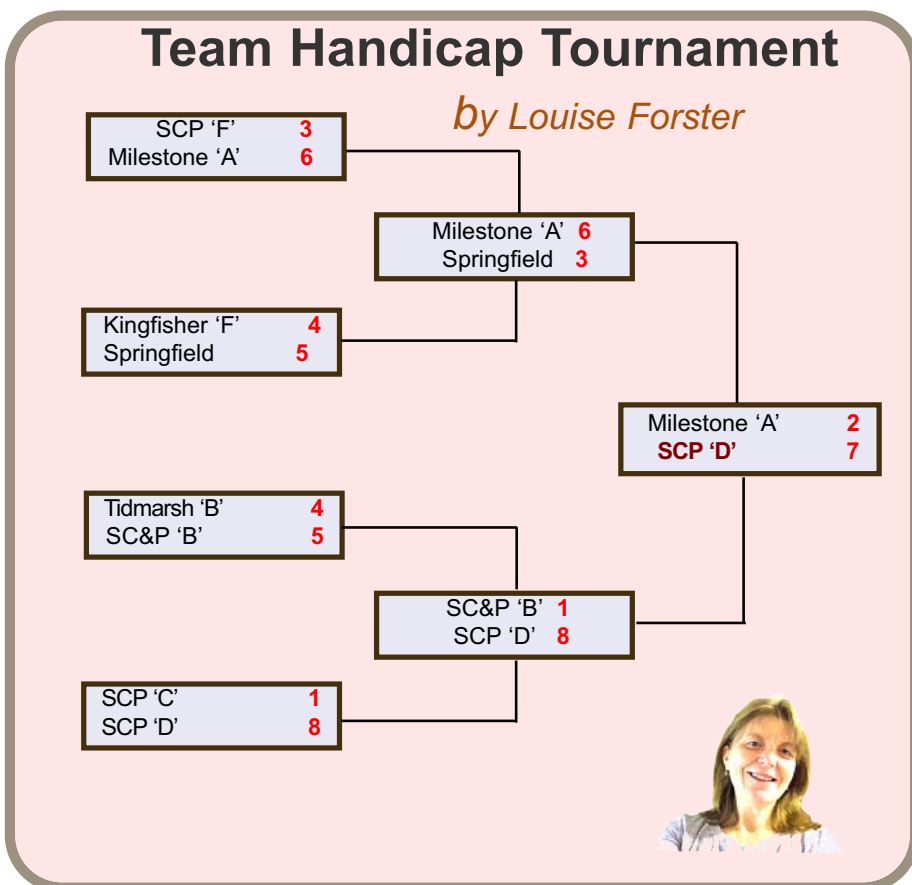 Team Handicap Tournament
by Louise Forster
SCP ‘F’ 3
Milestone ‘A’ 6
Milestone ‘A’ 6
Springfield 3
Kingfisher ‘F’ 4
Springfield 5
Milestone ‘A’ 2
SCP ‘D’ 7
Tidmarsh ‘B’ 4
SC&P ‘B’ 5
SC&P ‘B’ 1
SCP ‘D’ 8
SCP ‘C’ 1
SCP ‘D’ 8